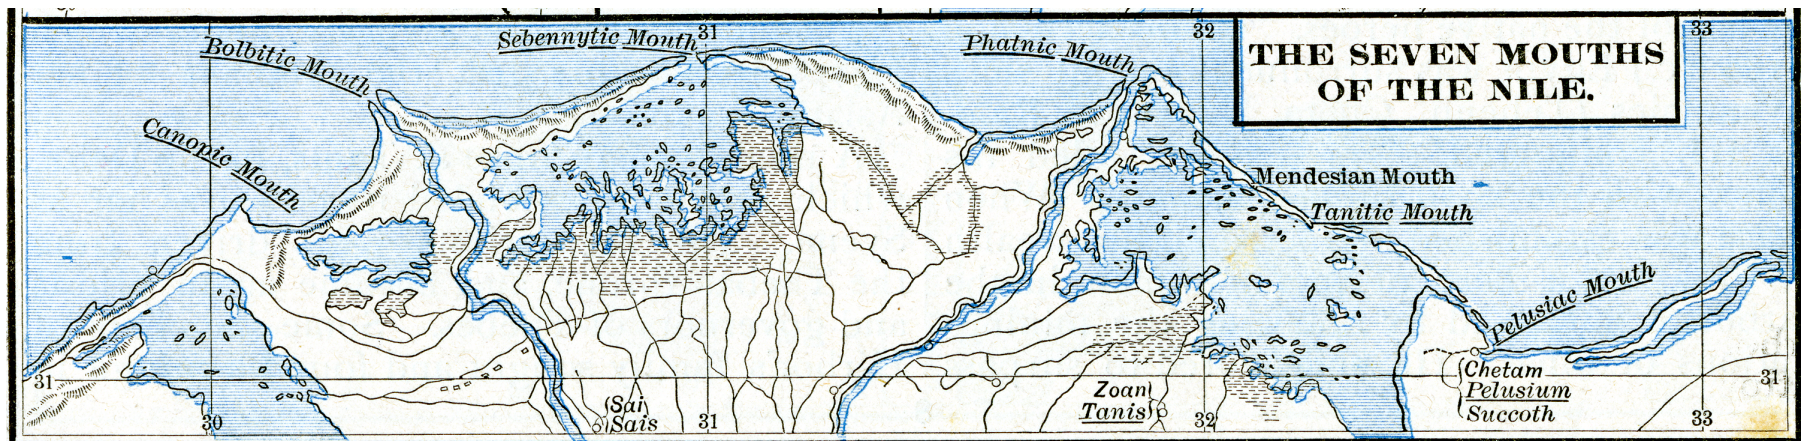 31
32
33
THE SEVEN MOUTHS
OF THE NILE.
Bolbitic Mouth
Sebennytic Mouth
Phatnic Mouth
Canopic Mouth
Mendesian Mouth
Tanitic Mouth
Pelusiac Mouth
31
31
Chetam
Pelusium
Succoth
Zoan
Tanis
Sai
Sais
30
31
32
33